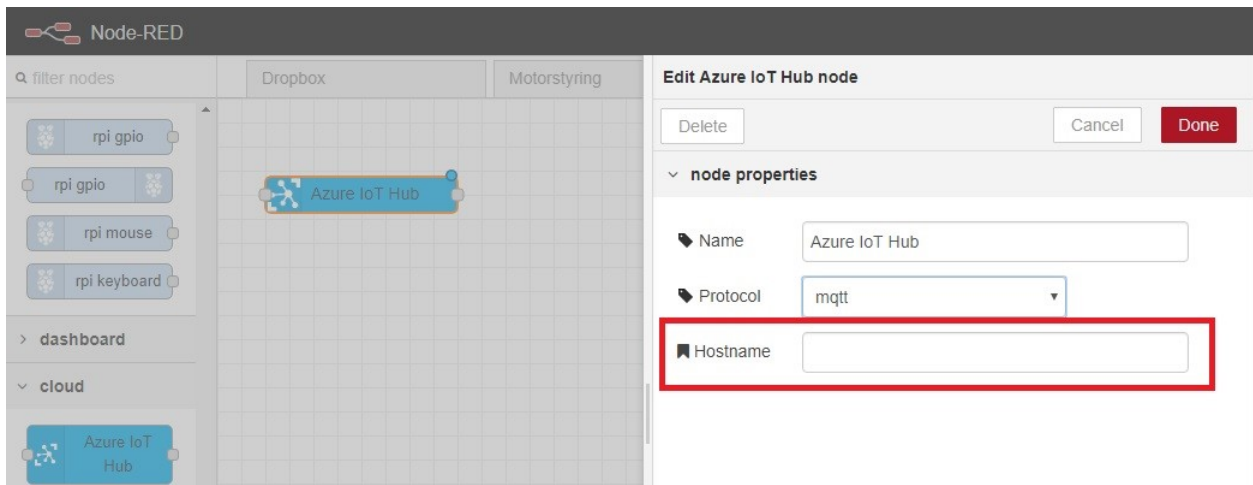 Node-RED
filter nodes
rpi gpio
rpi gpio
rpi mouse
rpi keyboard
dashboard
cloud
Azure IoT
Hub
Dropbox
Motorstyring
Azure IoT Hub
Edit Azure IoT Hub node
Delete
Cancel
Done
node properties
Name
Azure IoT Hub
Protocol
mqtt
Hostname